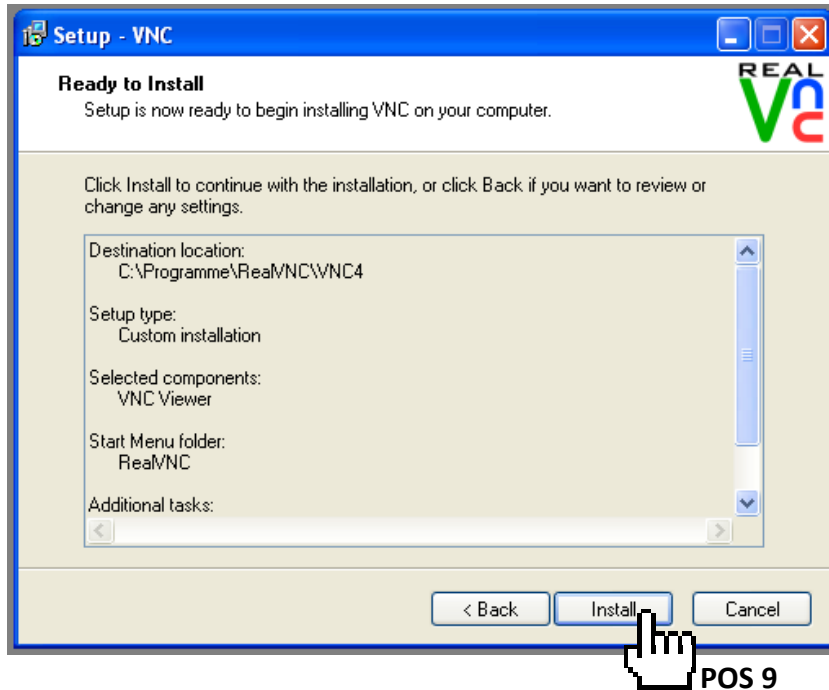 Setup - VNC
Ready to Install
Setup is now ready to begin installing VNC on your computer.
REAL
VNC
Click Install to continue with the installation, or click Back if you want to review or
change any settings.
Destination location:
C:\Programme\RealVNC\VNC4
Setup type:
Custom installation
Selected components:
VNC Viewer
Start Menu folder:
RealVNC
Additional tasks:
< Back
Install
Cancel
POS 9